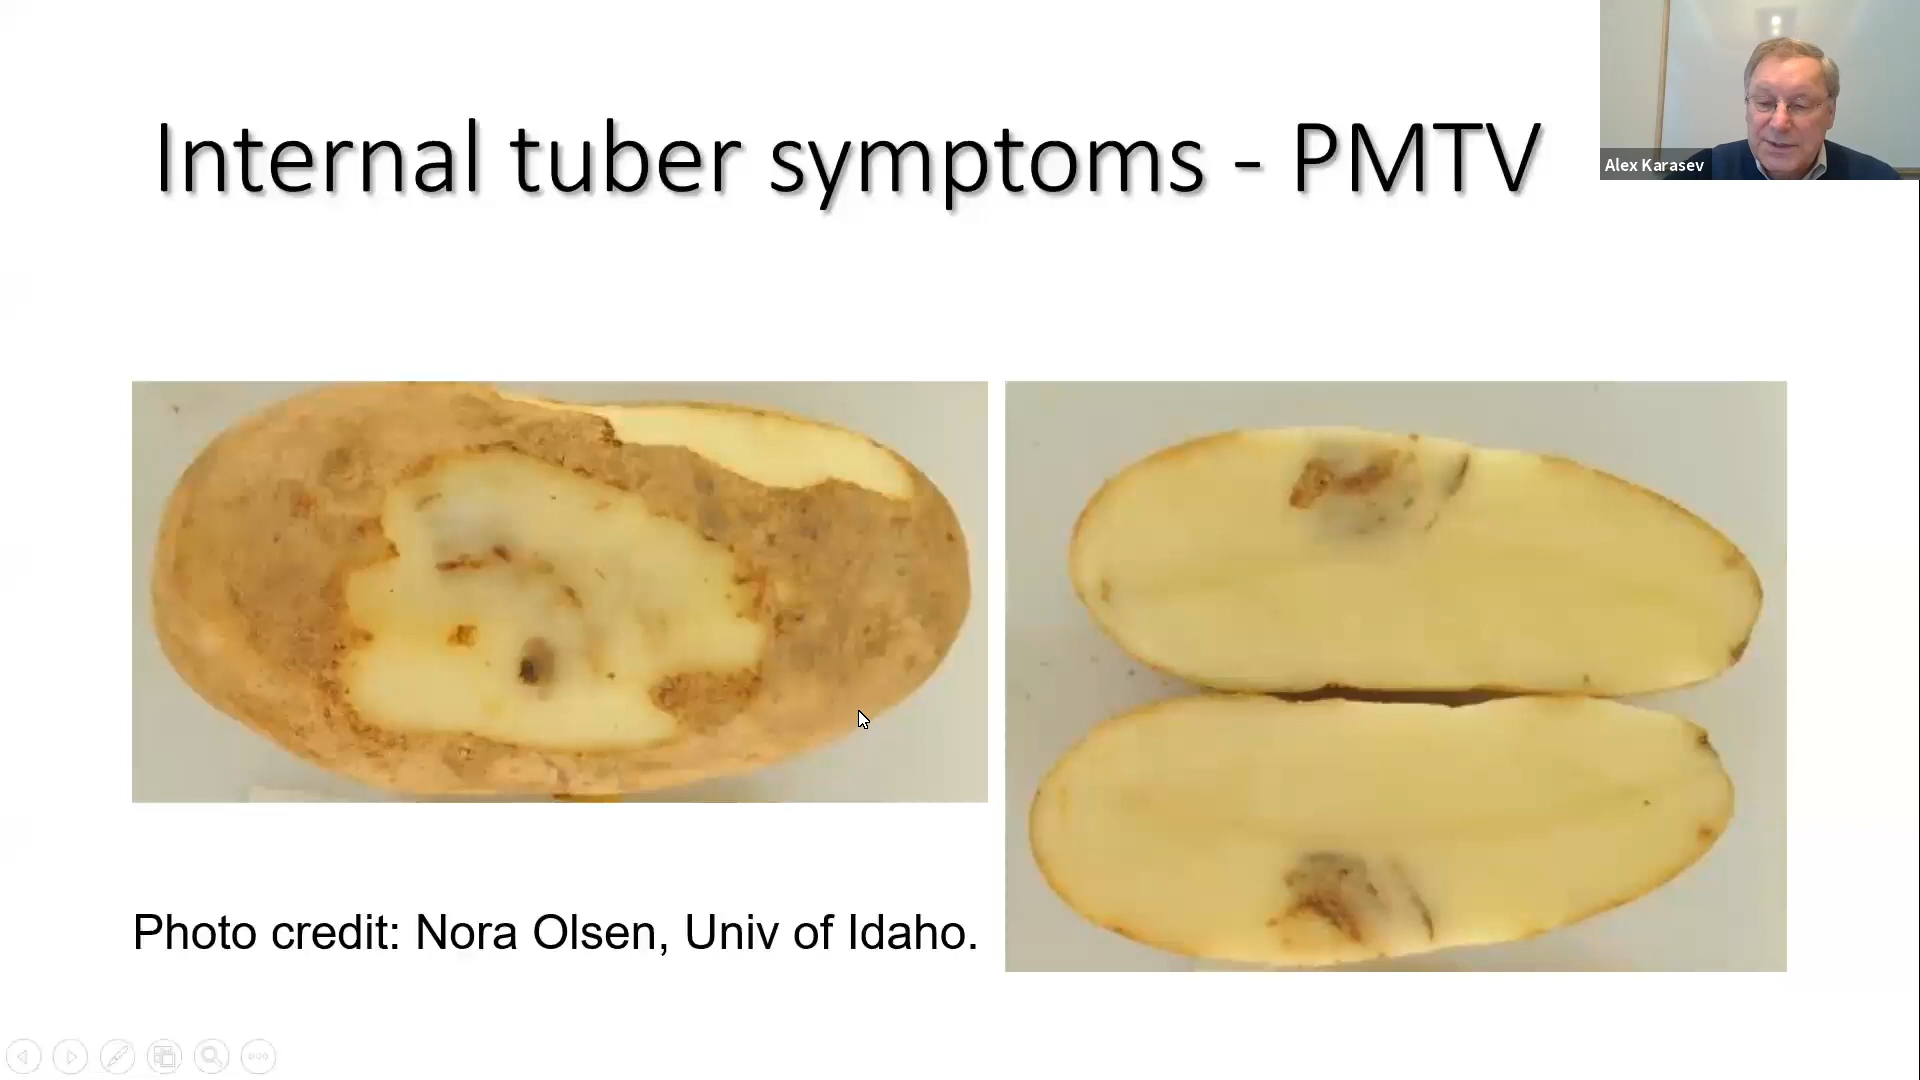 Internal tuber symptoms - PMTV
Alex Karasev
Photo credit: Nora Olsen, Univ of Idaho.